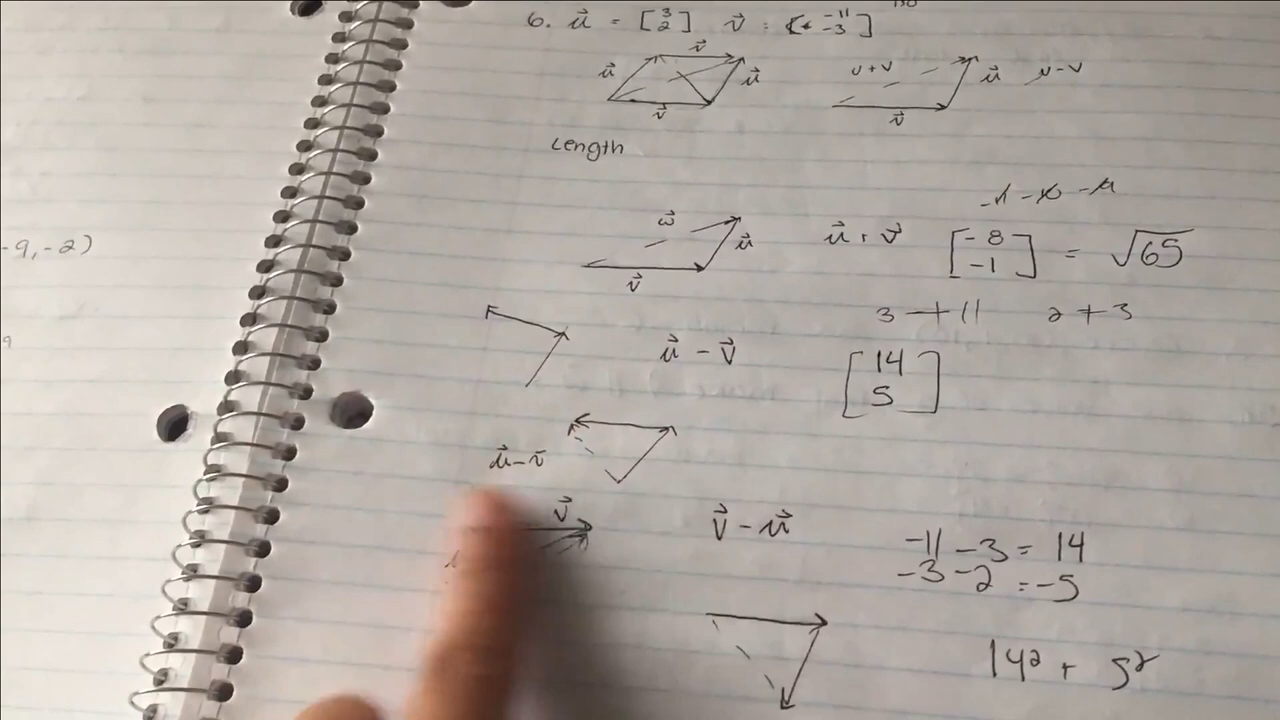 6. u⃗ = [3 2] v⃗ = [-11 -3]
v⃗
u⃗ u⃗
v⃗
u+v u⃗ u-v
v⃗
Length
w⃗ u⃗
v⃗
u⃗ + v⃗ [-8 -1] = √65
3 + 11 2 + 3
u⃗ - v⃗ [14 5]
u⃗-v⃗
v⃗
v⃗ - u⃗
-11 -3 = 14
-3 -2 = -5
14² + 5²
-9,-2)
9